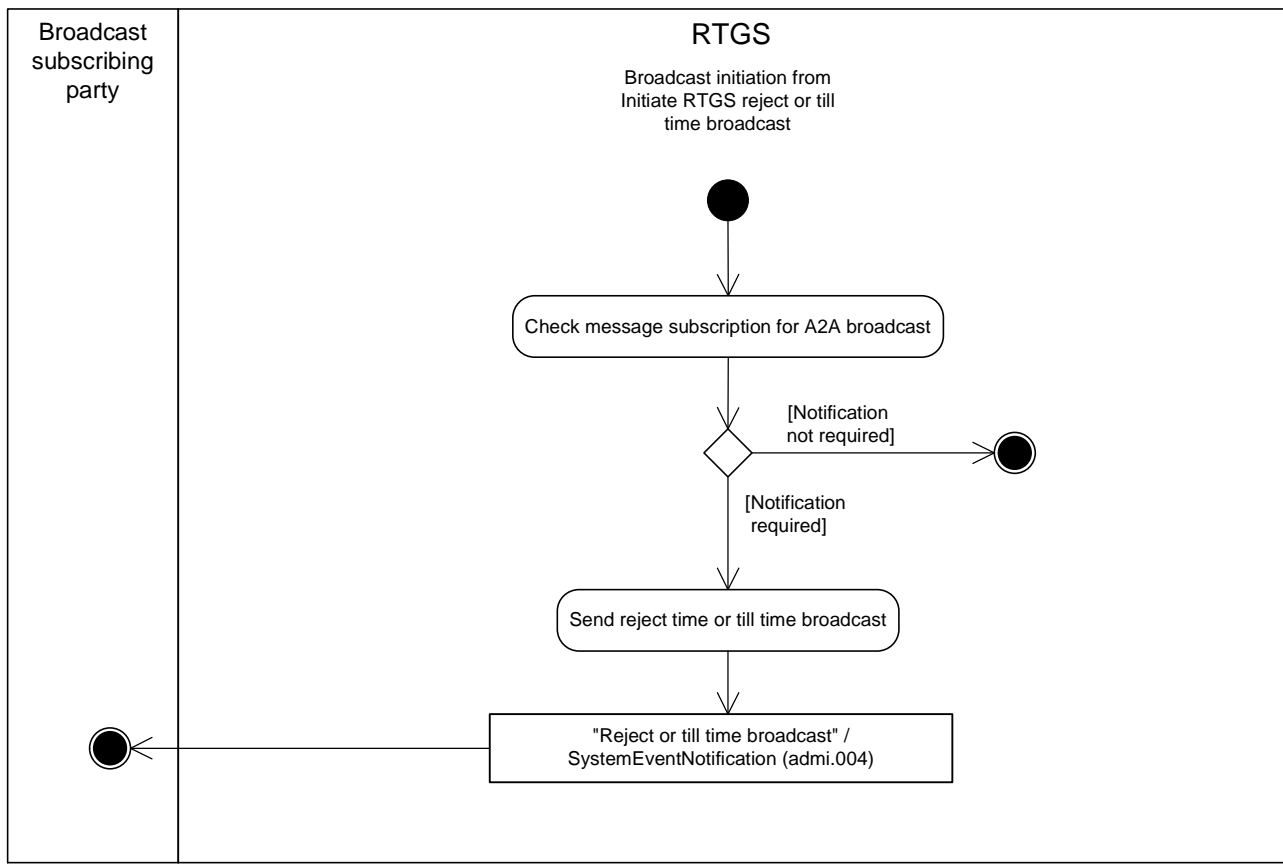 Broadcast
subscribing
party
RTGS
Broadcast initiation from
Initiate RTGS reject or till
time broadcast
Check message subscription for A2A broadcast
[Notification
not required]
[Notification
required]
Send reject time or till time broadcast
"Reject or till time broadcast" /
SystemEventNotification (admi.004)